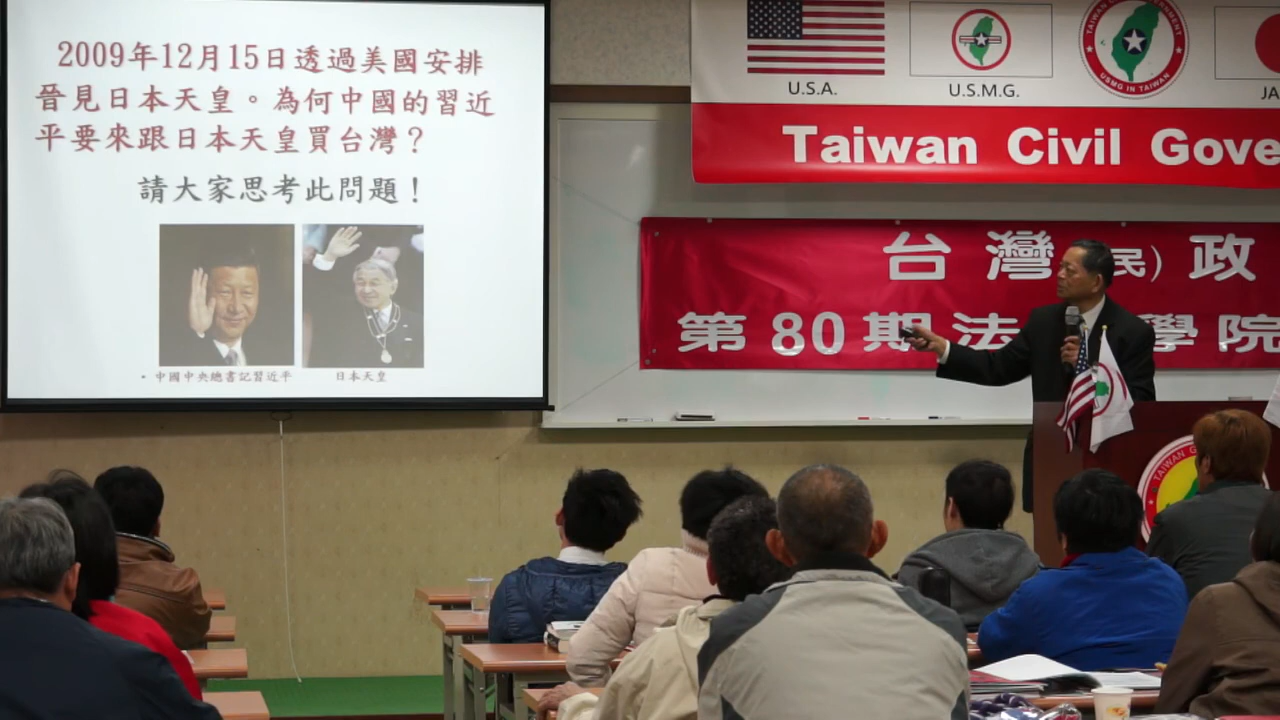 2009年12月15日透過美國安排
晉見日本天皇。為何中國的習近
平要來跟日本天皇買台灣？
請大家思考此問題！
• 中國中央總書記習近平
日本天皇
U.S.A.
U.S.M.G.
USMG IN TAIWAN
JA
Taiwan Civil Gove
台灣 民）政
第80期法 學院